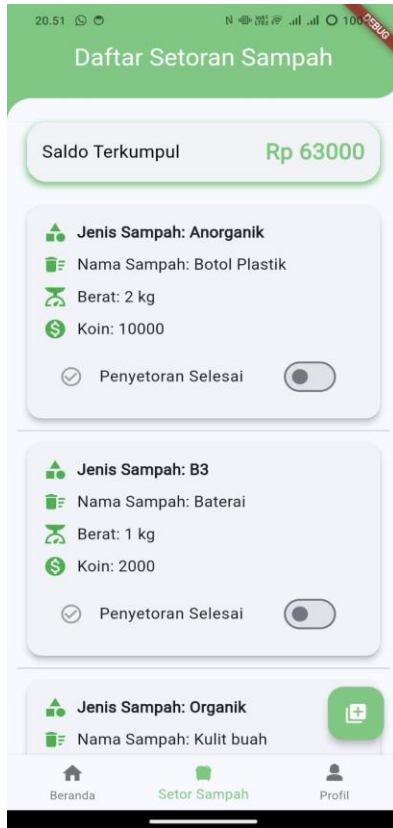 20.51
DEBUG
Daftar Setoran Sampah
Saldo Terkumpul Rp 63000
Jenis Sampah: Anorganik
Nama Sampah: Botol Plastik
Berat: 2 kg
Koin: 10000
Penyetoran Selesai
Jenis Sampah: B3
Nama Sampah: Baterai
Berat: 1 kg
Koin: 2000
Penyetoran Selesai
Jenis Sampah: Organik
Nama Sampah: Kulit buah
Beranda Setor Sampah Profil